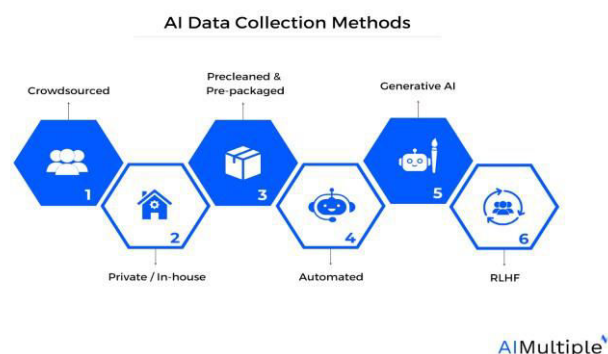 AI Data Collection Methods
Crowdsourced
1
Private / In-house
2
Precleaned &
Pre-packaged
3
Automated
4
Generative AI
5
RLHF
6
AIMultiple